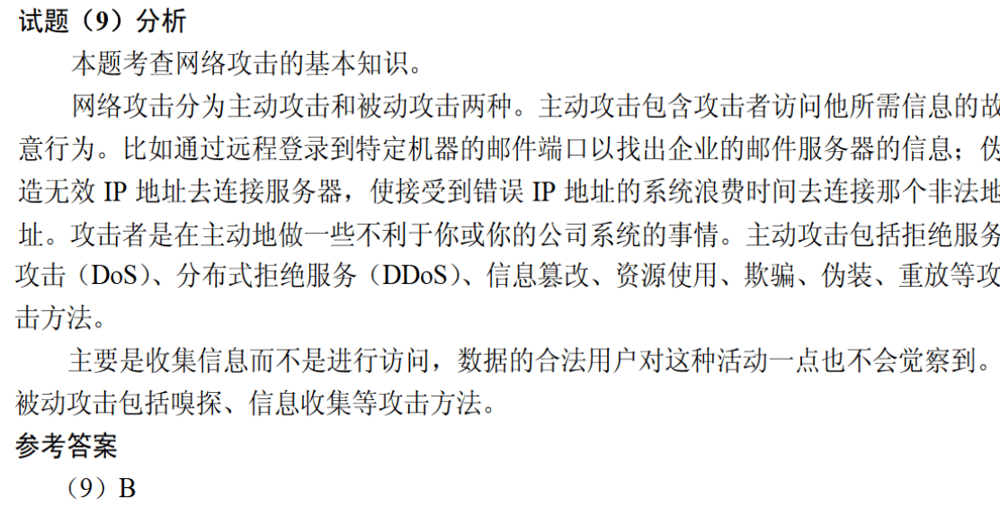 试题（9）分析
本题考查网络攻击的基本知识。
网络攻击分为主动攻击和被动攻击两种。主动攻击包含攻击者访问他所需信息的故
意行为。比如通过远程登录到特定机器的邮件端口以找出企业的邮件服务器的信息；伪
造无效 IP 地址去连接服务器，使接受到错误 IP 地址的系统浪费时间去连接那个非法地
址。攻击者是在主动地做一些不利于你或你的公司系统的事情。主动攻击包括拒绝服务
攻击（DoS）、分布式拒绝服务（DDoS）、信息篡改、资源使用、欺骗、伪装、重放等攻
击方法。
主要是收集信息而不是进行访问，数据的合法用户对这种活动一点也不会觉察到。
被动攻击包括嗅探、信息收集等攻击方法。
参考答案
（9）B